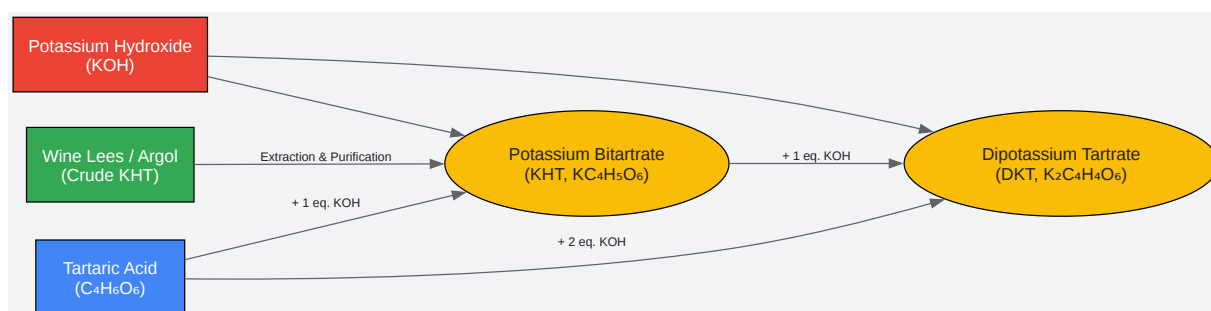 Potassium Hydroxide
(KOH)
Wine Lees / Argol
(Crude KHT)
Extraction & Purification
Potassium Bitartrate
(KHT, KC₄H₅O₆)
+ 1 eq. KOH
Dipotassium Tartrate
(DKT, K₂C₄H₄O₆)
+ 1 eq. KOH
+ 2 eq. KOH
Tartaric Acid
(C₄H₆O₆)